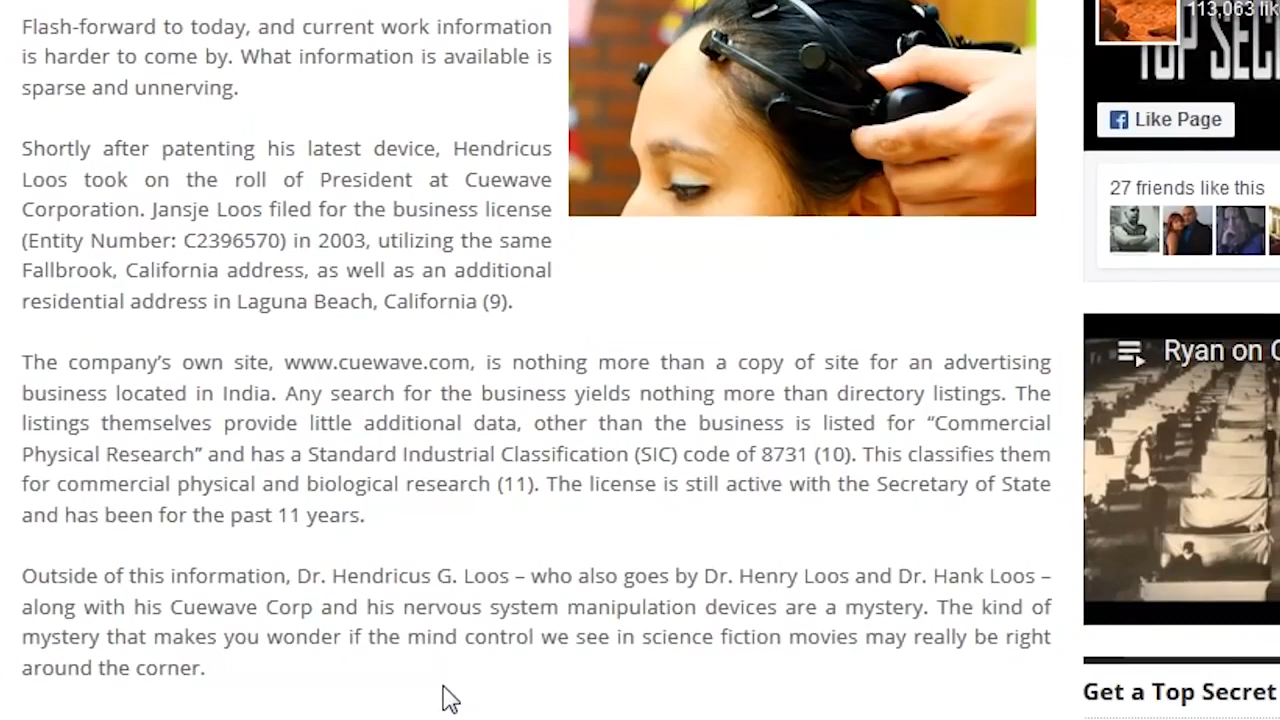 Flash-forward to today, and current work information
is harder to come by. What information is available is
sparse and unnerving.
Shortly after patenting his latest device, Hendricus
Loos took on the roll of President at Cuewave
Corporation. Jansje Loos filed for the business license
(Entity Number: C2396570) in 2003, utilizing the same
Fallbrook, California address, as well as an additional
residential address in Laguna Beach, California (9).
The company’s own site, www.cuewave.com, is nothing more than a copy of site for an advertising
business located in India. Any search for the business yields nothing more than directory listings. The
listings themselves provide little additional data, other than the business is listed for “Commercial
Physical Research” and has a Standard Industrial Classification (SIC) code of 8731 (10). This classifies them
for commercial physical and biological research (11). The license is still active with the Secretary of State
and has been for the past 11 years.
Outside of this information, Dr. Hendricus G. Loos – who also goes by Dr. Henry Loos and Dr. Hank Loos –
along with his Cuewave Corp and his nervous system manipulation devices are a mystery. The kind of
mystery that makes you wonder if the mind control we see in science fiction movies may really be right
around the corner.
113,063 lik
TOP SEC
Like Page
27 friends like this
Ryan on
Get a Top Secret